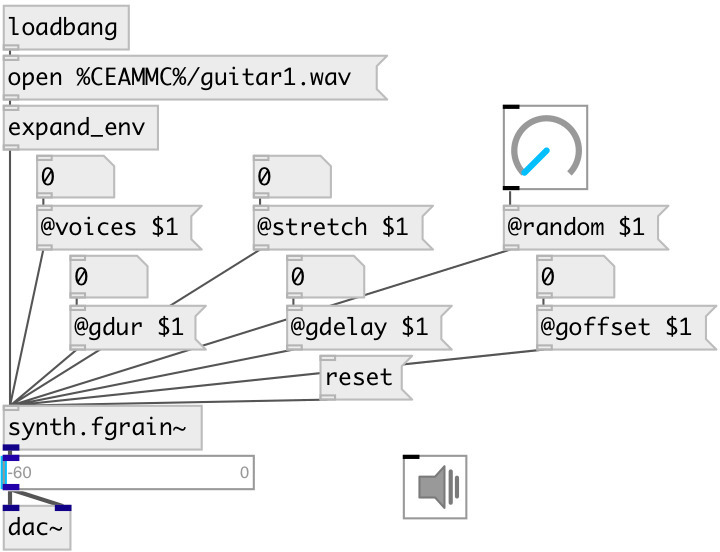 loadbang
open %CEAMMC%/guitar1.wav
expand_env
0
0
@voices $1
@stretch $1
@random $1
0
0
0
@gdur $1
@gdelay $1
@goffset $1
reset
synth.fgrain~
-60
0
dac~